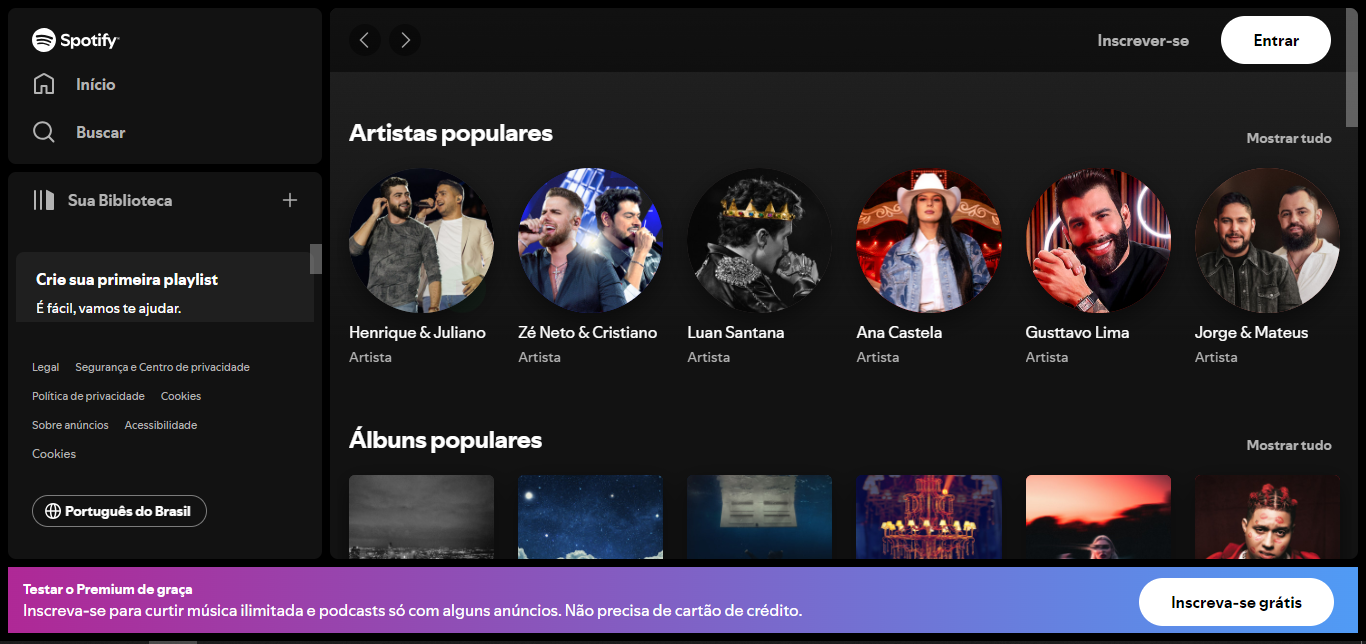 Spotify
Início
Buscar
Sua Biblioteca
Crie sua primeira playlist
É fácil, vamos te ajudar.
Legal Segurança e Centro de privacidade
Política de privacidade Cookies
Sobre anúncios Acessibilidade
Cookies
Português do Brasil
Inscrever-se Entrar
Artistas populares Mostrar tudo
Henrique & Juliano Zé Neto & Cristiano Luan Santana Ana Castela Gusttavo Lima Jorge & Mateus
Artista Artista Artista Artista Artista Artista
Álbuns populares Mostrar tudo
Testar o Premium de graça
Inscreva-se para curtir música ilimitada e podcasts só com alguns anúncios. Não precisa de cartão de crédito.
Inscreva-se grátis